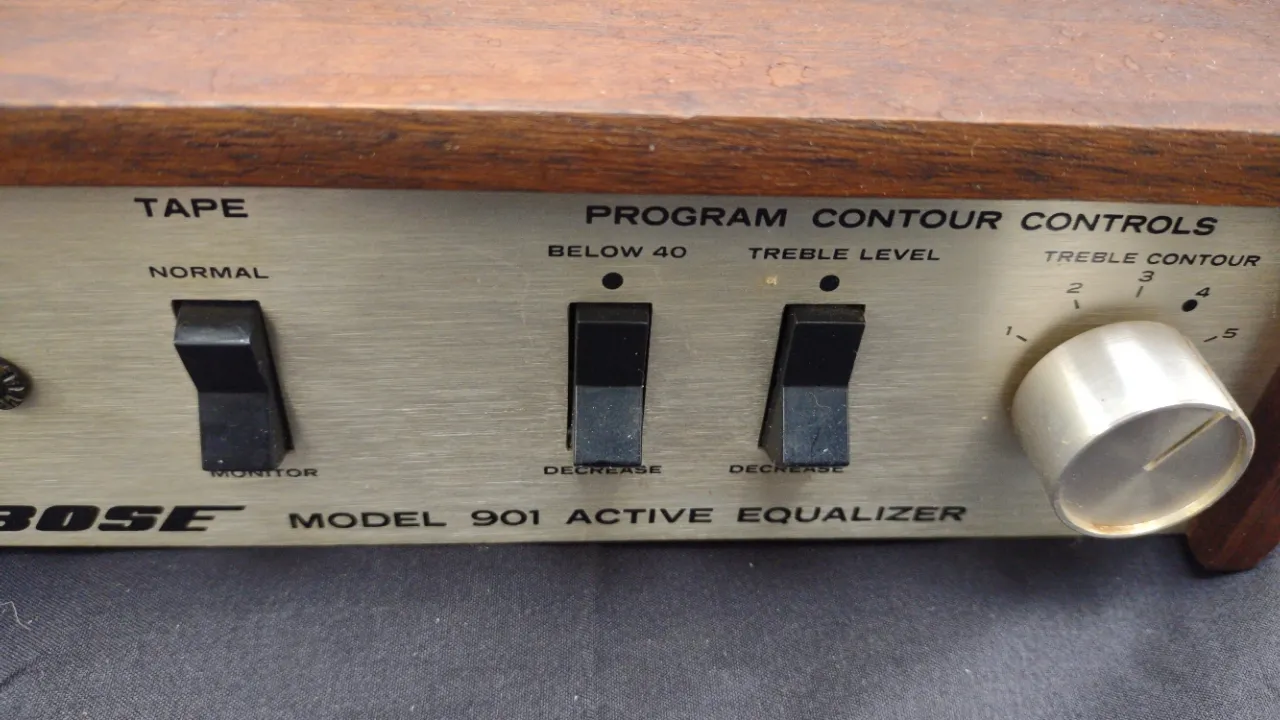 TAPE
PROGRAM CONTOUR CONTROLS
NORMAL
BELOW 40
TREBLE LEVEL
TREBLE CONTOUR
1 2 3 4 5
MONITOR
DECREASE
DECREASE
BOSE MODEL 901 ACTIVE EQUALIZER